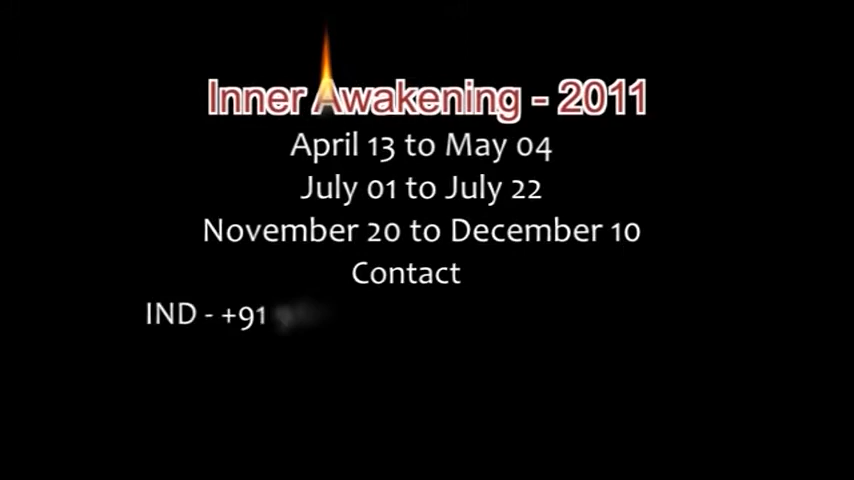 Inner Awakening - 2011
April 13 to May 04
July 01 to July 22
November 20 to December 10
Contact
IND - +91